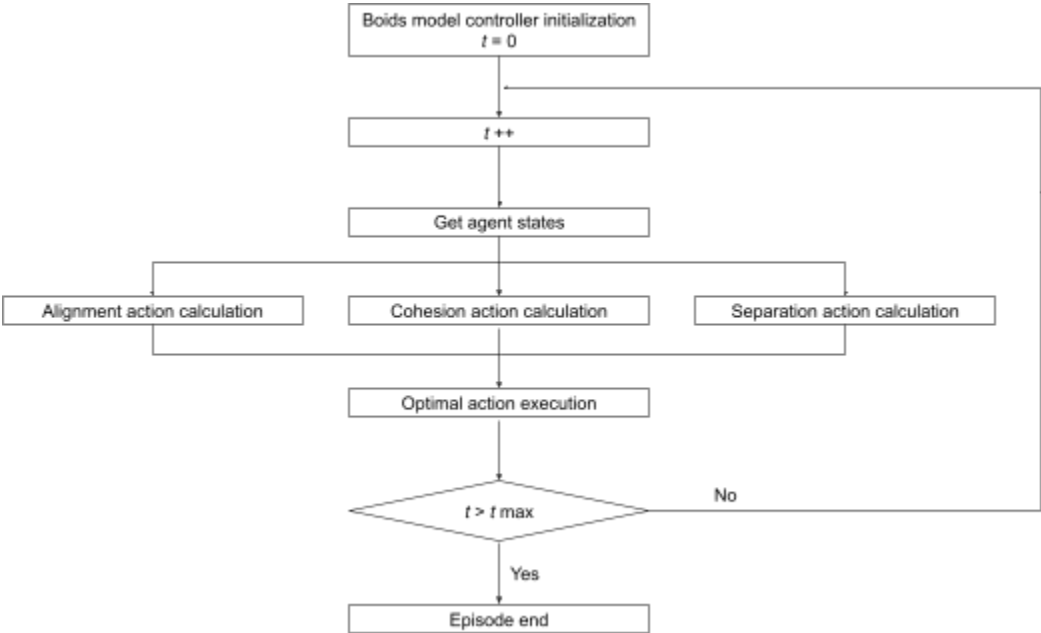 Boids model controller initialization
t = 0
t ++
Get agent states
Alignment action calculation
Cohesion action calculation
Separation action calculation
Optimal action execution
t > t max
No
Yes
Episode end